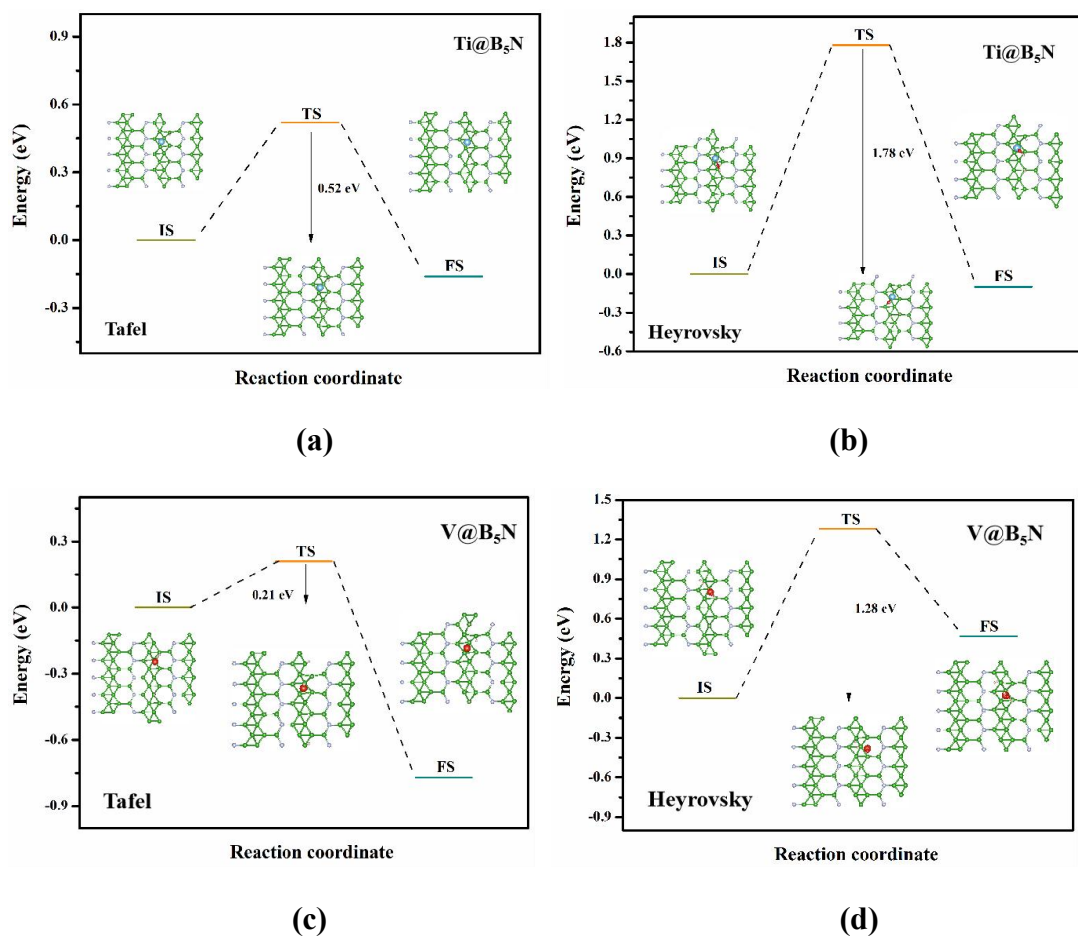 0.9
0.6
0.3
0.0
-0.3
Energy (eV)
Ti@B₅N
TS
0.52 eV
IS
FS
Tafel
Reaction coordinate
(a)
1.8
1.5
1.2
0.9
0.6
0.3
0.0
-0.3
-0.6
Energy (eV)
Ti@B₅N
TS
1.78 eV
IS
FS
Heyrovsky
Reaction coordinate
(b)
0.3
0.0
-0.3
-0.6
-0.9
Energy (eV)
V@B₅N
TS
IS
0.21 eV
FS
Tafel
Reaction coordinate
(c)
1.5
1.2
0.9
0.6
0.3
0.0
-0.3
-0.6
-0.9
Energy (eV)
V@B₅N
TS
1.28 eV
FS
IS
Heyrovsky
Reaction coordinate
(d)